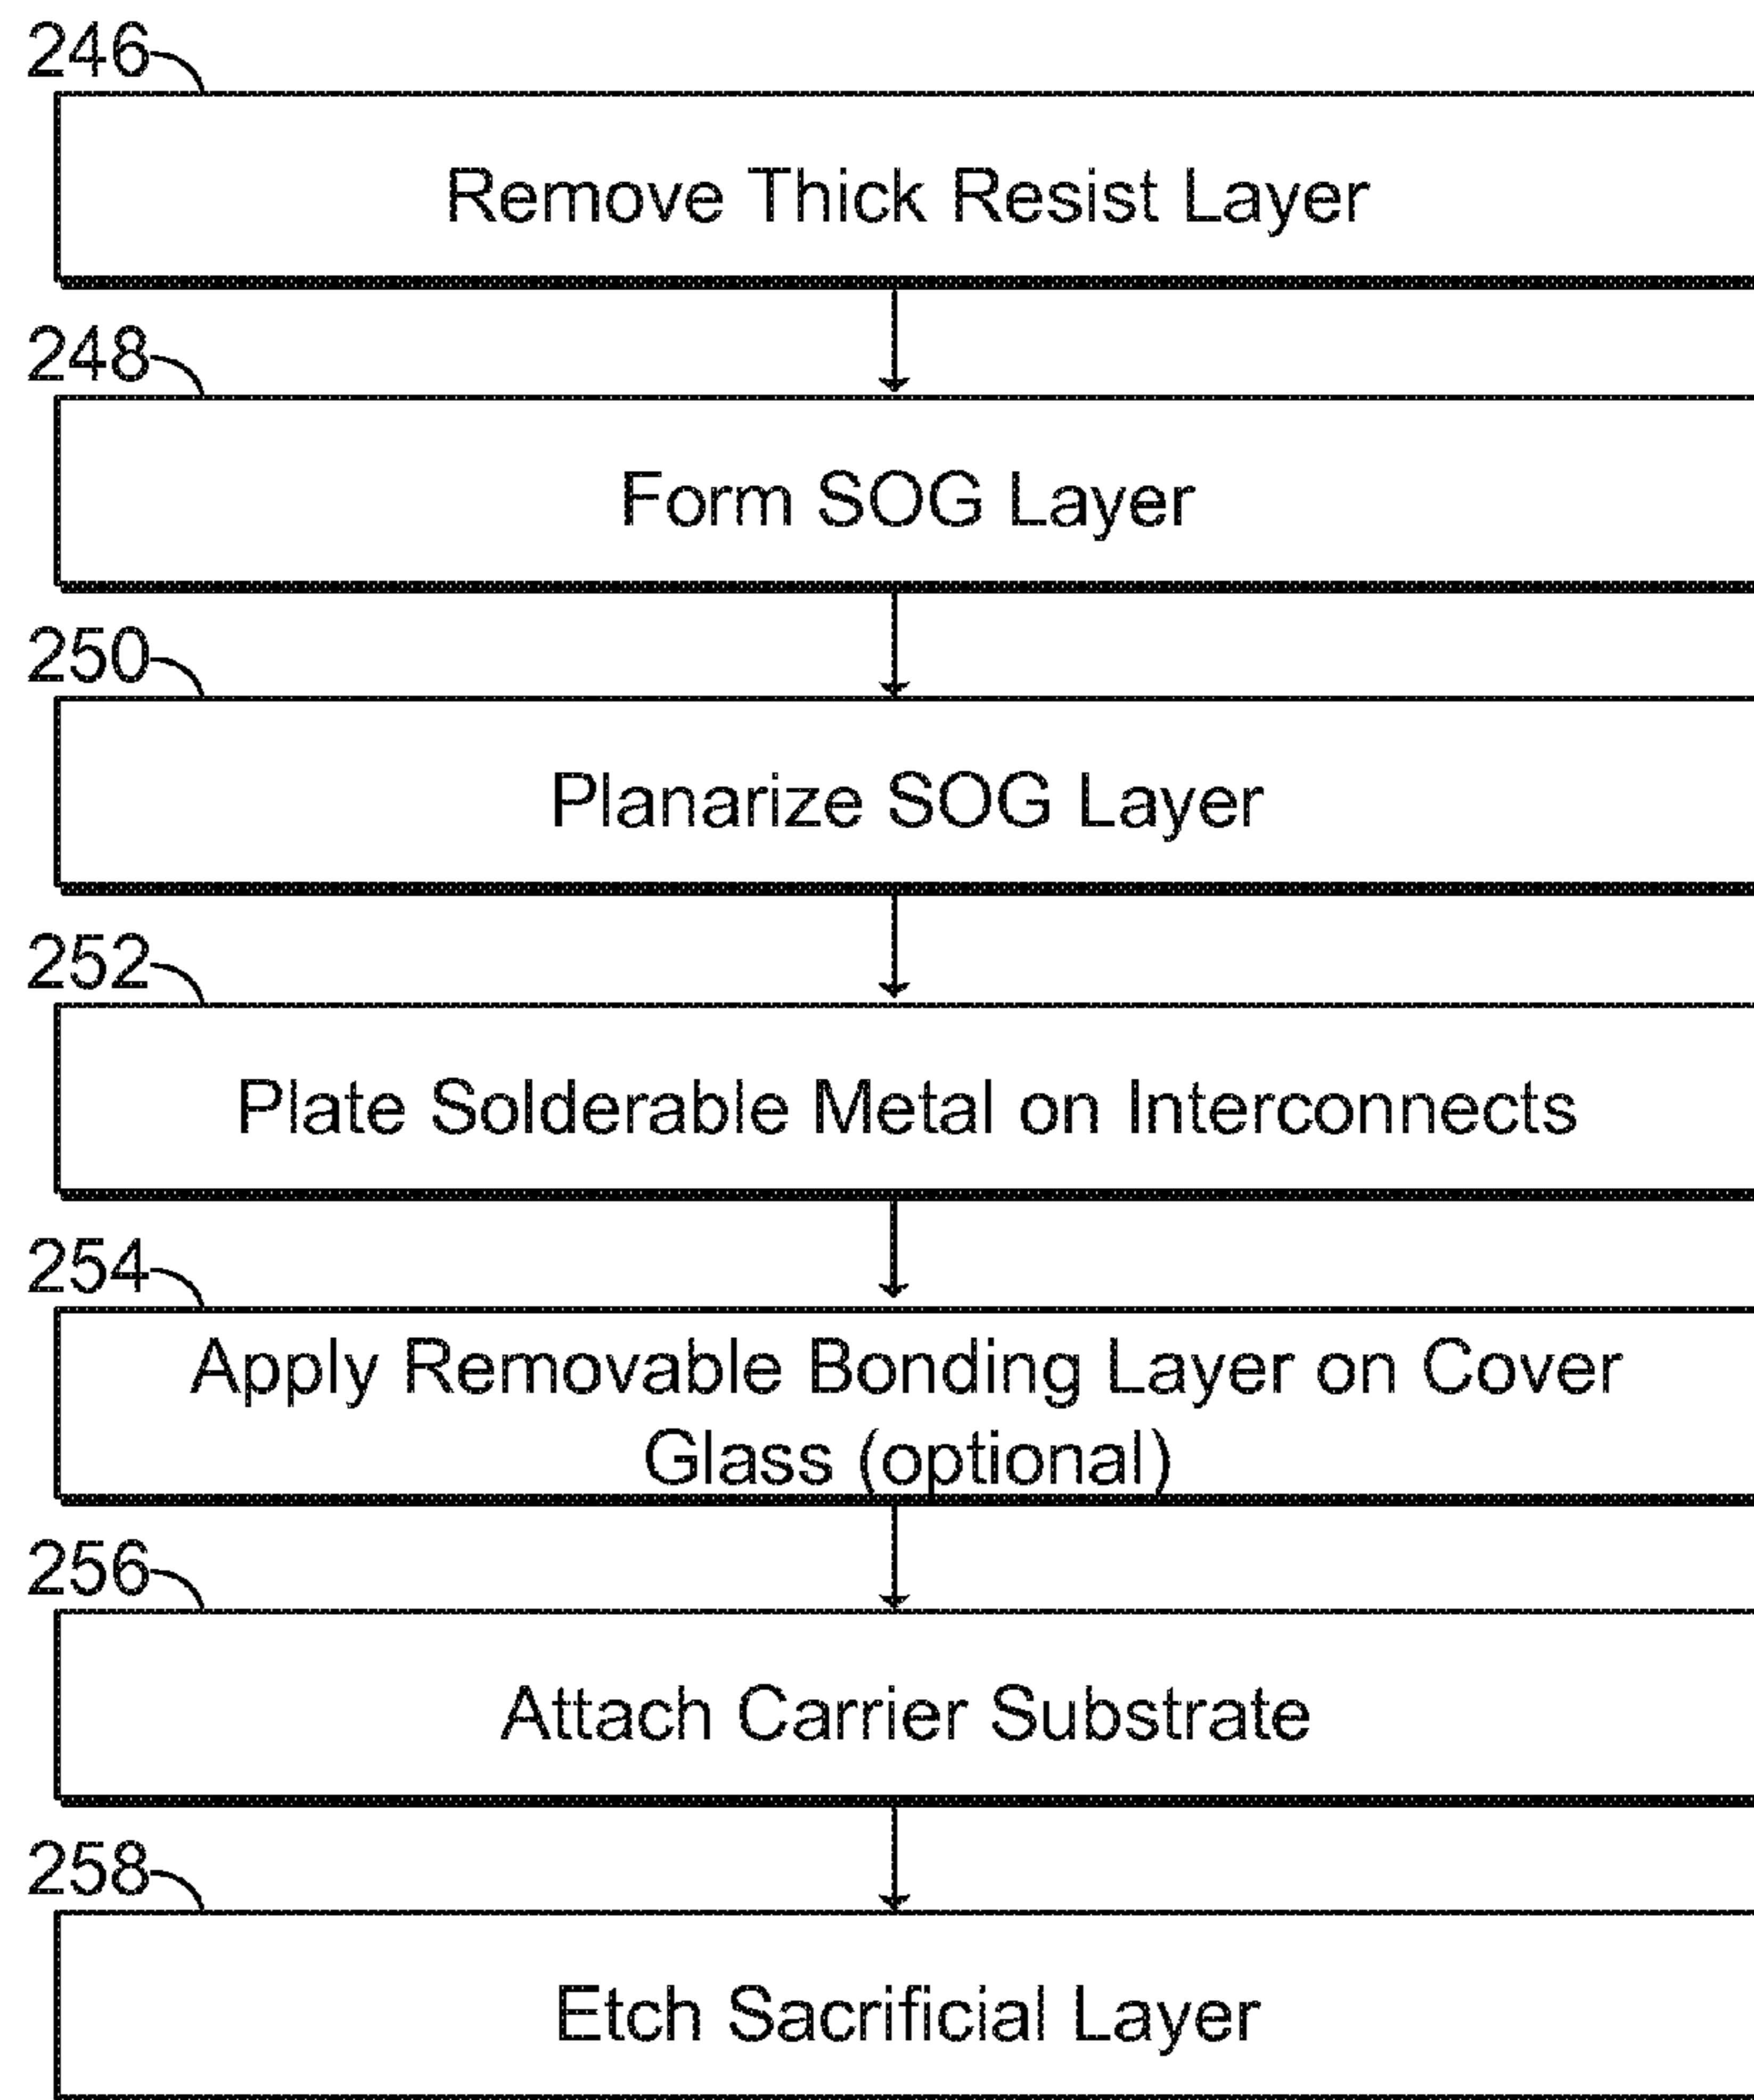 246
Remove Thick Resist Layer
248
Form SOG Layer
250
Planarize SOG Layer
252
Plate Solderable Metal on Interconnects
254
Apply Removable Bonding Layer on Cover
Glass (optional)
256
Attach Carrier Substrate
258
Etch Sacrificial Layer